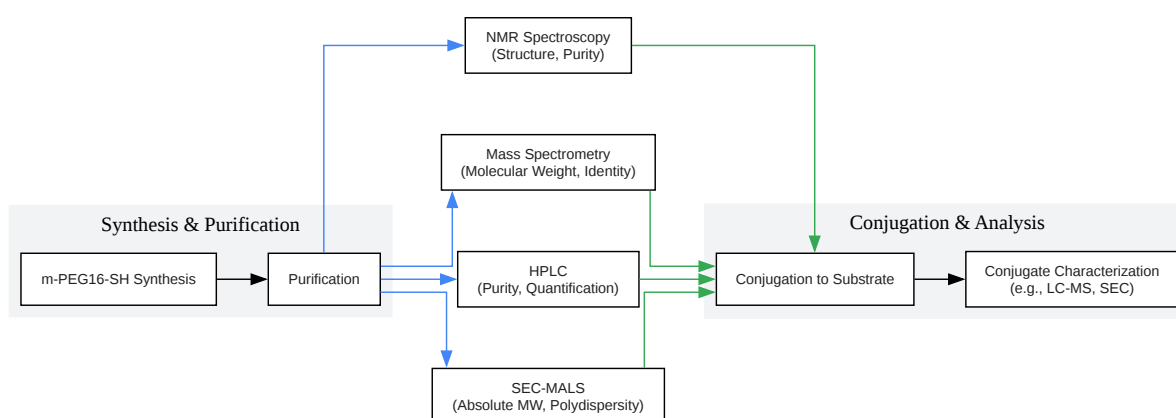 NMR Spectroscopy
(Structure, Purity)
Mass Spectrometry
(Molecular Weight, Identity)
Synthesis & Purification
Conjugation & Analysis
m-PEG16-SH Synthesis
Purification
HPLC
(Purity, Quantification)
Conjugation to Substrate
Conjugate Characterization
(e.g., LC-MS, SEC)
SEC-MALS
(Absolute MW, Polydispersity)